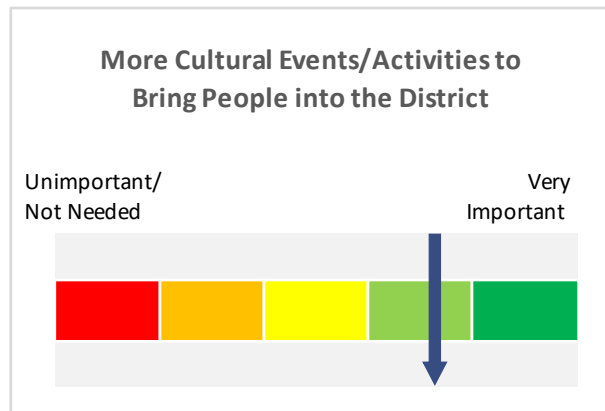 More Cultural Events/Activities to
Bring People into the District
Unimportant/
Not Needed
Very
Important